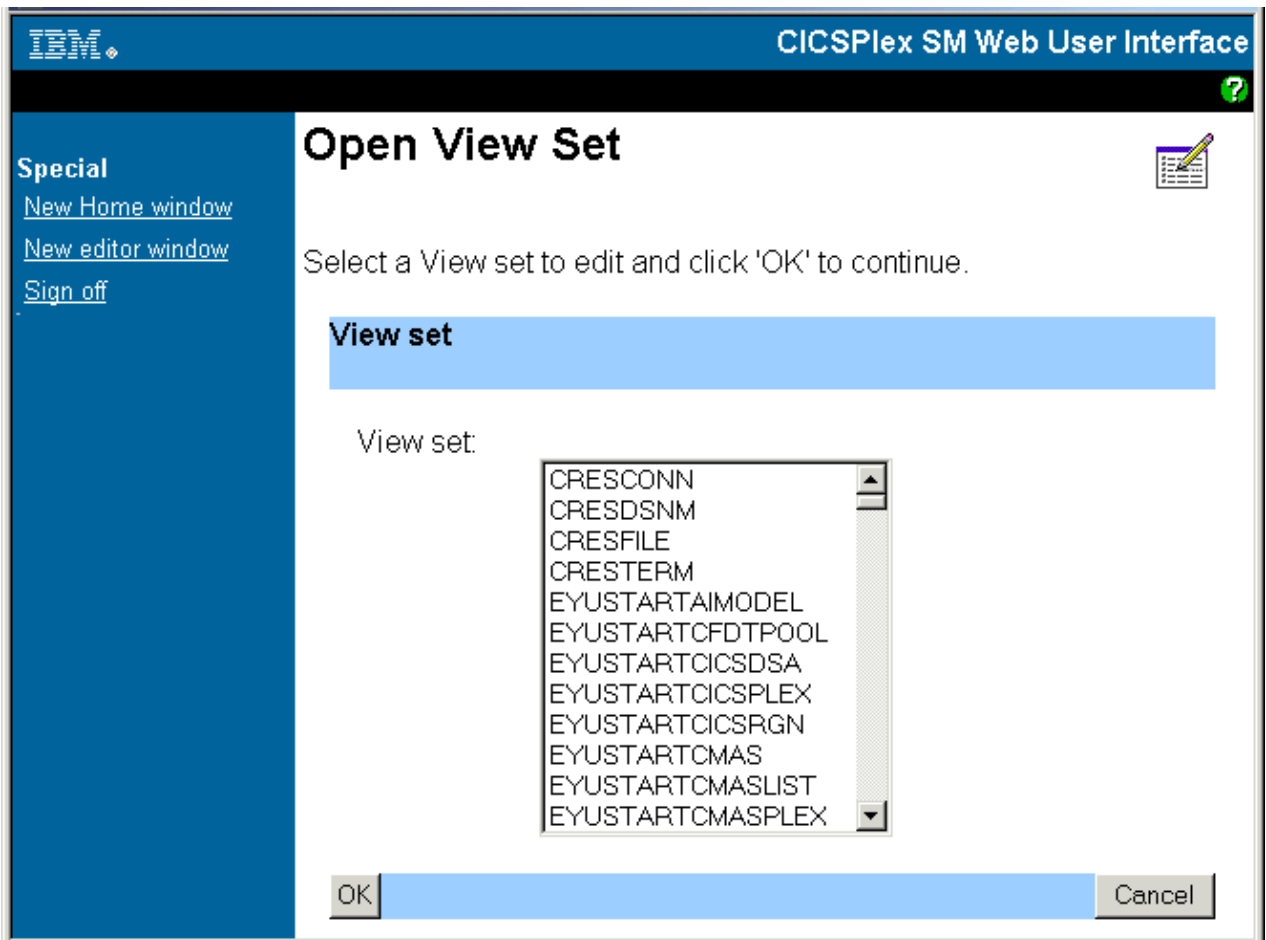 IBM
CICSPlex SM Web User Interface
?
Special
New Home window
New editor window
Sign off
Open View Set
Select a View set to edit and click 'OK' to continue.
View set
View set:
CRESCONN
CRESDSNM
CRESFILE
CRESTERM
EYUSTARTAIMODEL
EYUSTARTCFDTPOOL
EYUSTARTCICSDSA
EYUSTARTCICSPLEX
EYUSTARTCICSRGN
EYUSTARTCMAS
EYUSTARTCMASLIST
EYUSTARTCMASPLEX
OK
Cancel